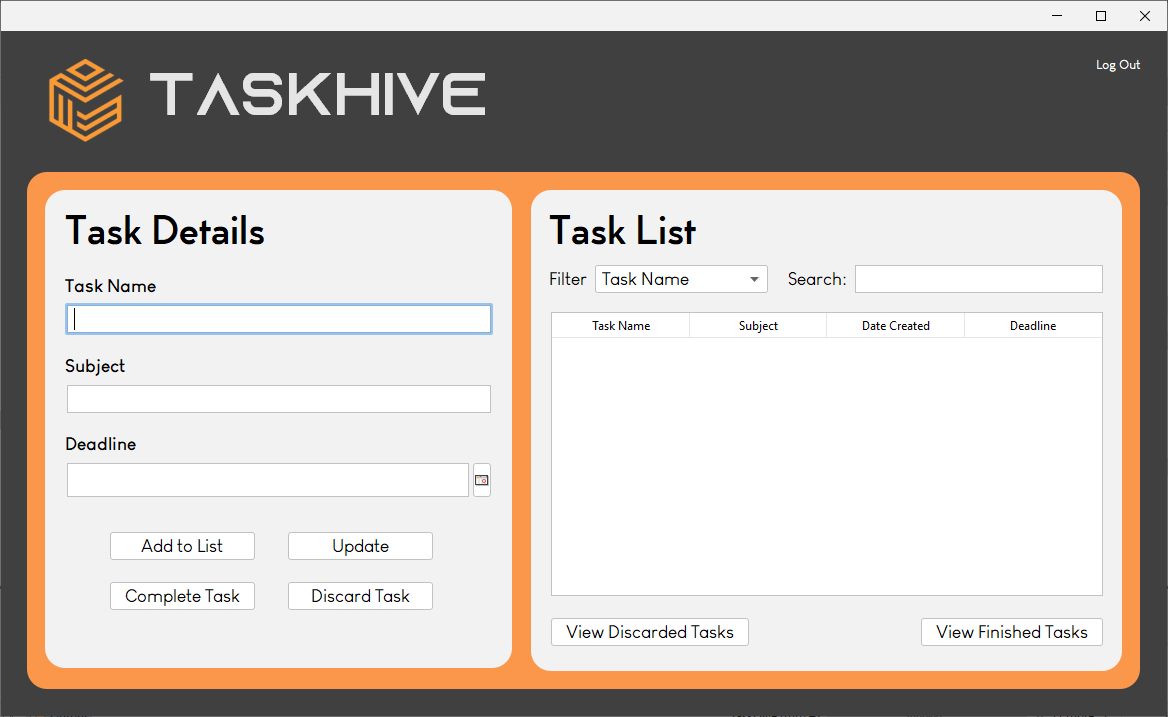 Log Out
TASKHIVE
Task Details
Task Name
Subject
Deadline
Add to List
Update
Complete Task
Discard Task
Task List
Filter Task Name Search:
Task Name Subject Date Created Deadline
View Discarded Tasks
View Finished Tasks